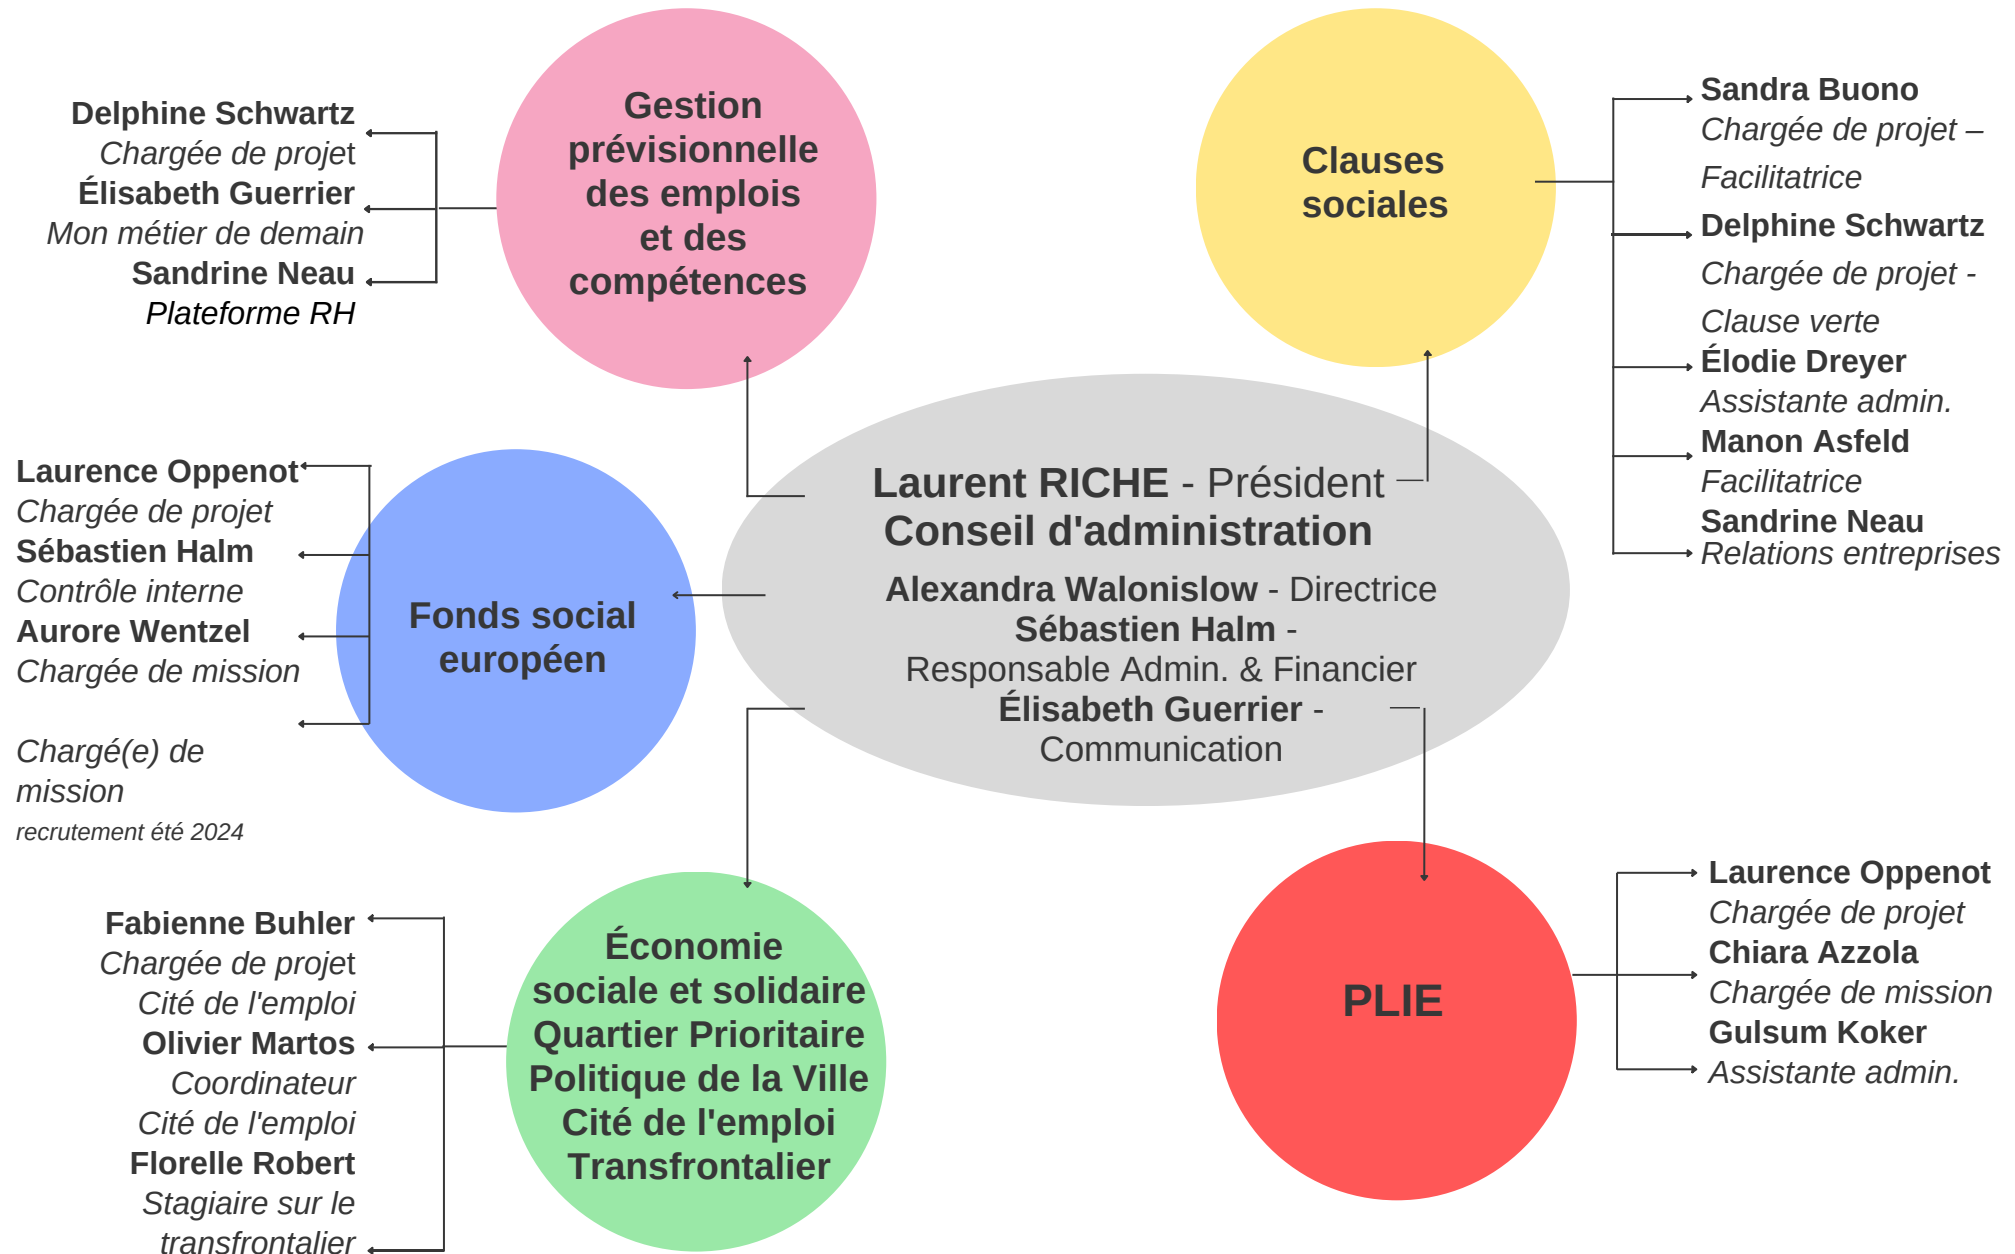 Gestion
prévisionnelle
des emplois
et des
compétences
Delphine Schwartz
Chargée de projet
Élisabeth Guerrier
Mon métier de demain
Sandrine Neau
Plateforme RH
Clauses
sociales
Sandra Buono
Chargée de projet –
Facilitatrice
Delphine Schwartz
Chargée de projet -
Clause verte
Élodie Dreyer
Assistante admin.
Manon Asfeld
Facilitatrice
Sandrine Neau
Relations entreprises
Laurent RICHE - Président
Conseil d'administration
Alexandra Walonislow - Directrice
Sébastien Halm -
Responsable Admin. & Financier
Élisabeth Guerrier -
Communication
Fonds social
européen
Laurence Oppenot
Chargée de projet
Sébastien Halm
Contrôle interne
Aurore Wentzel
Chargée de mission
Chargé(e) de
mission
recrutement été 2024
Économie
sociale et solidaire
Quartier Prioritaire
Politique de la Ville
Cité de l'emploi
Transfrontalier
Fabienne Buhler
Chargée de projet
Cité de l'emploi
Olivier Martos
Coordinateur
Cité de l'emploi
Florelle Robert
Stagiaire sur le
transfrontalier
PLIE
Laurence Oppenot
Chargée de projet
Chiara Azzola
Chargée de mission
Gulsum Koker
Assistante admin.